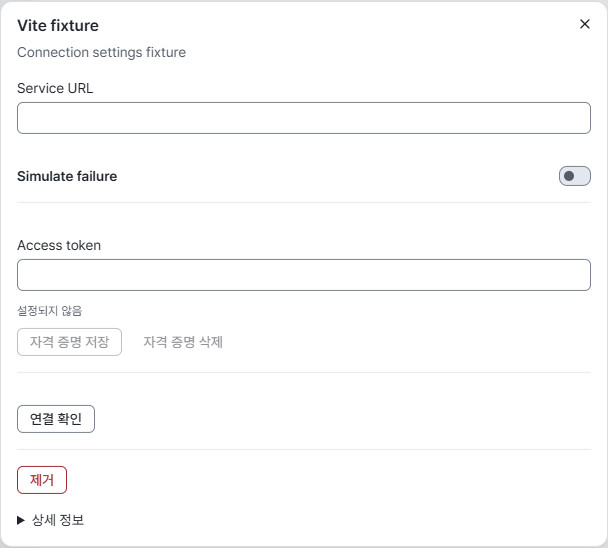 Vite fixture
Connection settings fixture
Service URL
Simulate failure
Access token
설정되지 않음
자격 증명 저장 자격 증명 삭제
연결 확인
제거
상세 정보